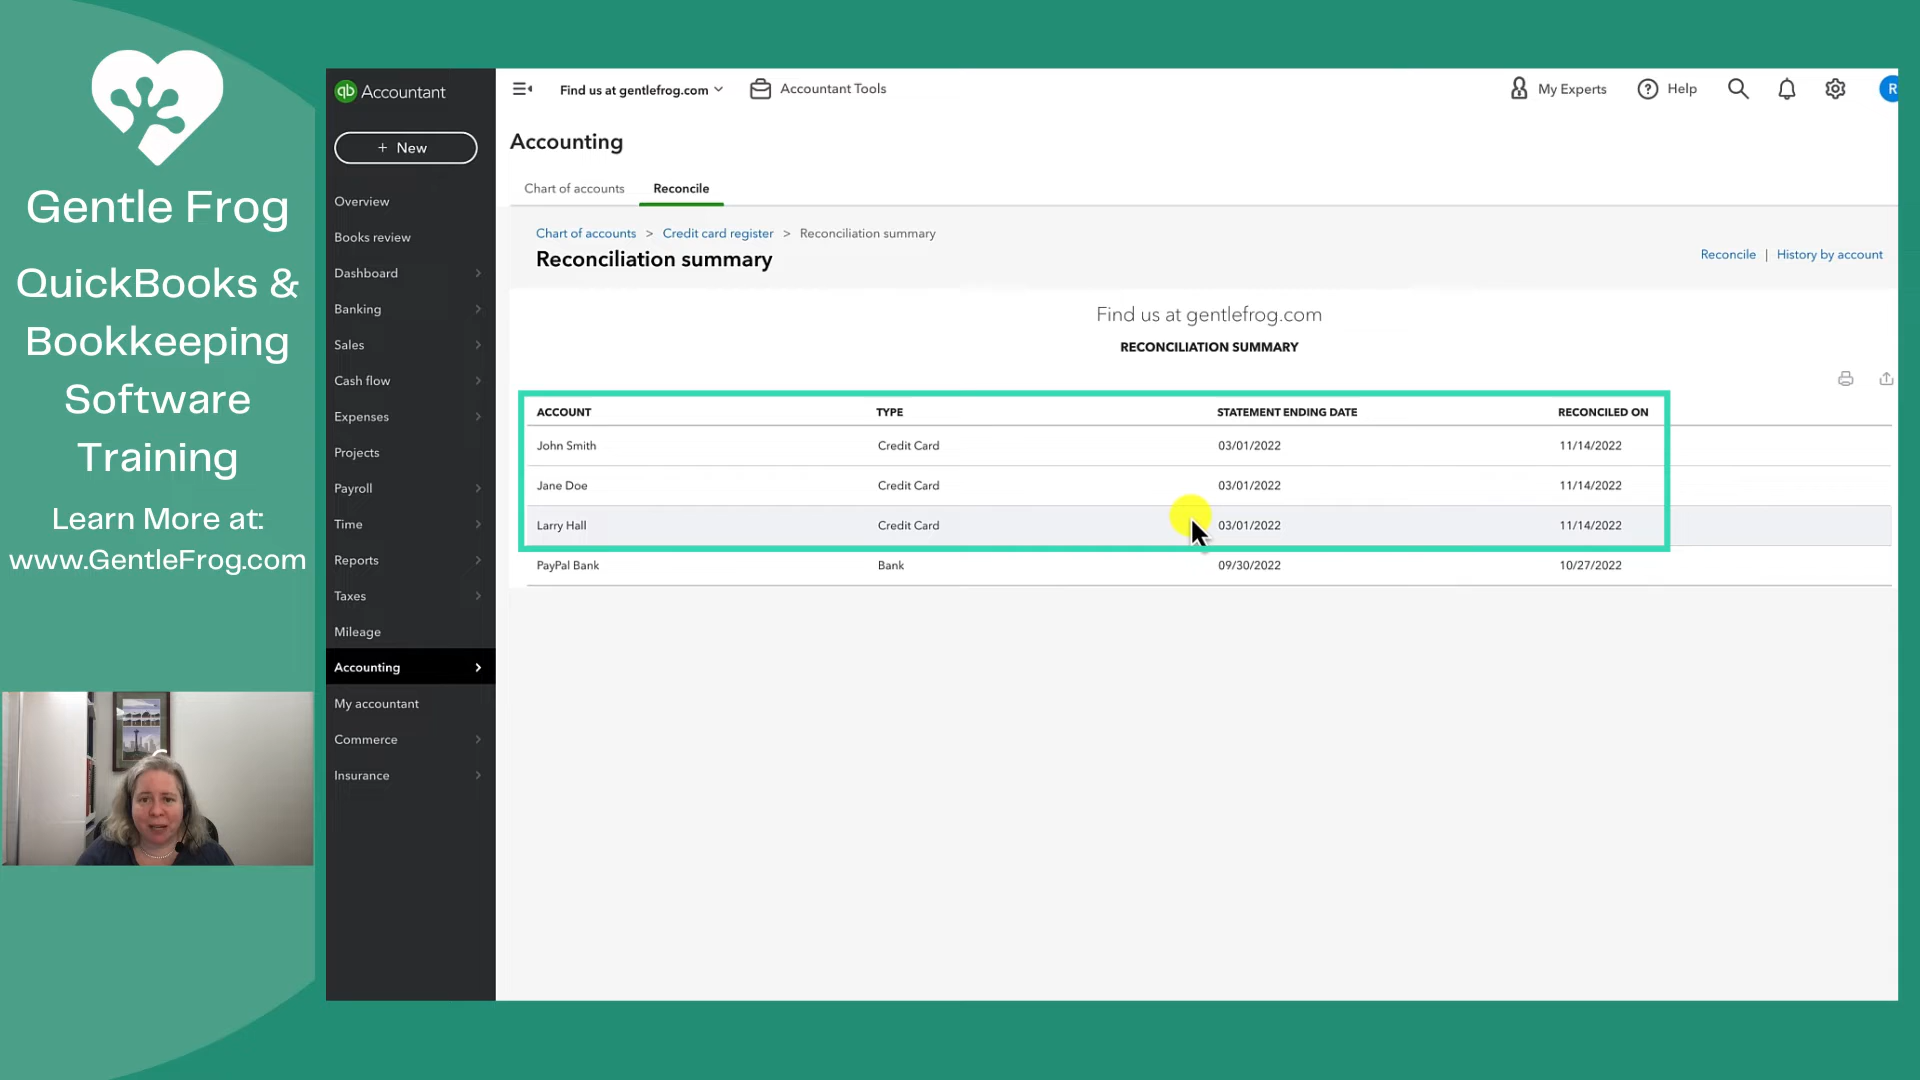 Gentle Frog
QuickBooks &
Bookkeeping
Software
Training
Learn More at:
www.GentleFrog.com
qb Accountant
+ New
Overview
Books review
Dashboard
Banking
Sales
Cash flow
Expenses
Projects
Payroll
Time
Reports
Taxes
Mileage
Accounting
My accountant
Commerce
Insurance
Find us at gentlefrog.com
Accountant Tools
My Experts
Help
R
Accounting
Chart of accounts
Reconcile
Chart of accounts > Credit card register > Reconciliation summary
Reconciliation summary
Reconcile | History by account
Find us at gentlefrog.com
RECONCILIATION SUMMARY
ACCOUNT TYPE STATEMENT ENDING DATE RECONCILED ON
John Smith Credit Card 03/01/2022 11/14/2022
Jane Doe Credit Card 03/01/2022 11/14/2022
Larry Hall Credit Card 03/01/2022 11/14/2022
PayPal Bank Bank 09/30/2022 10/27/2022